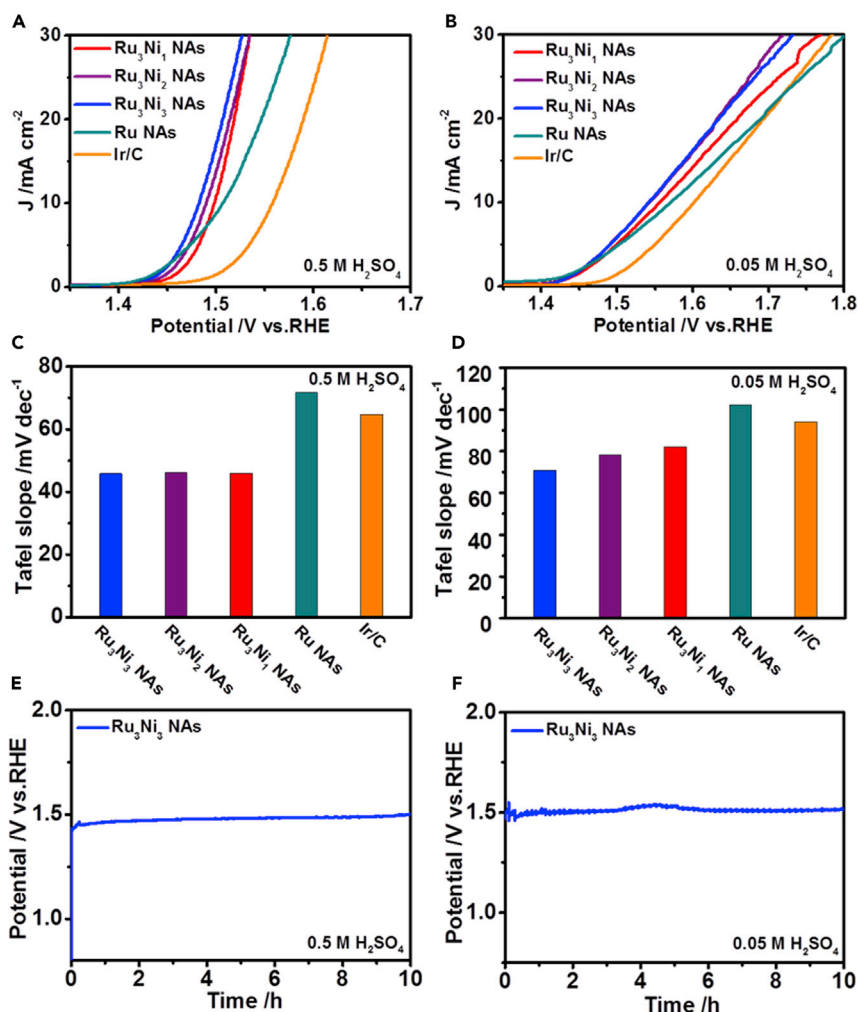 A
Ru3Ni1 NAs
Ru3Ni2 NAs
Ru3Ni3 NAs
Ru NAs
Ir/C
0.5 M H2SO4
30
20
10
0
1.4
1.5
1.6
1.7
J /mA cm-2
Potential /V vs.RHE
B
Ru3Ni1 NAs
Ru3Ni2 NAs
Ru3Ni3 NAs
Ru NAs
Ir/C
0.05 M H2SO4
30
20
10
0
1.4
1.5
1.6
1.7
1.8
J /mA cm-2
Potential /V vs.RHE
C
0.5 M H2SO4
80
60
40
20
0
Tafel slope /mV dec-1
Ru3Ni3 NAs
Ru3Ni2 NAs
Ru3Ni1 NAs
Ru NAs
Ir/C
D
0.05 M H2SO4
120
100
80
60
40
20
0
Tafel slope /mV dec-1
Ru3Ni3 NAs
Ru3Ni2 NAs
Ru3Ni1 NAs
Ru NAs
Ir/C
E
Ru3Ni3 NAs
0.5 M H2SO4
2.0
1.5
1.0
0
2
4
6
8
10
Potential /V vs.RHE
Time /h
F
Ru3Ni3 NAs
0.05 M H2SO4
2.0
1.5
1.0
0
2
4
6
8
10
Potential /V vs.RHE
Time /h